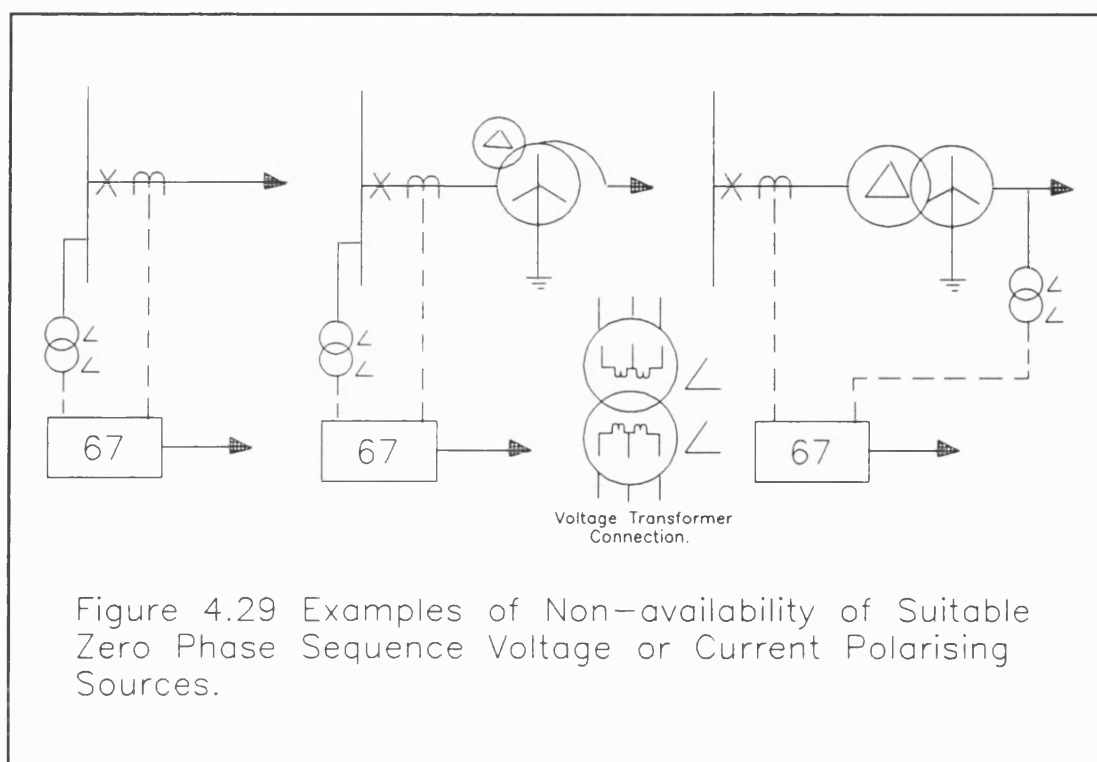 67
67
67
Voltage Transformer
Connection.
Figure 4.29 Examples of Non-availability of Suitable
Zero Phase Sequence Voltage or Current Polarising
Sources.